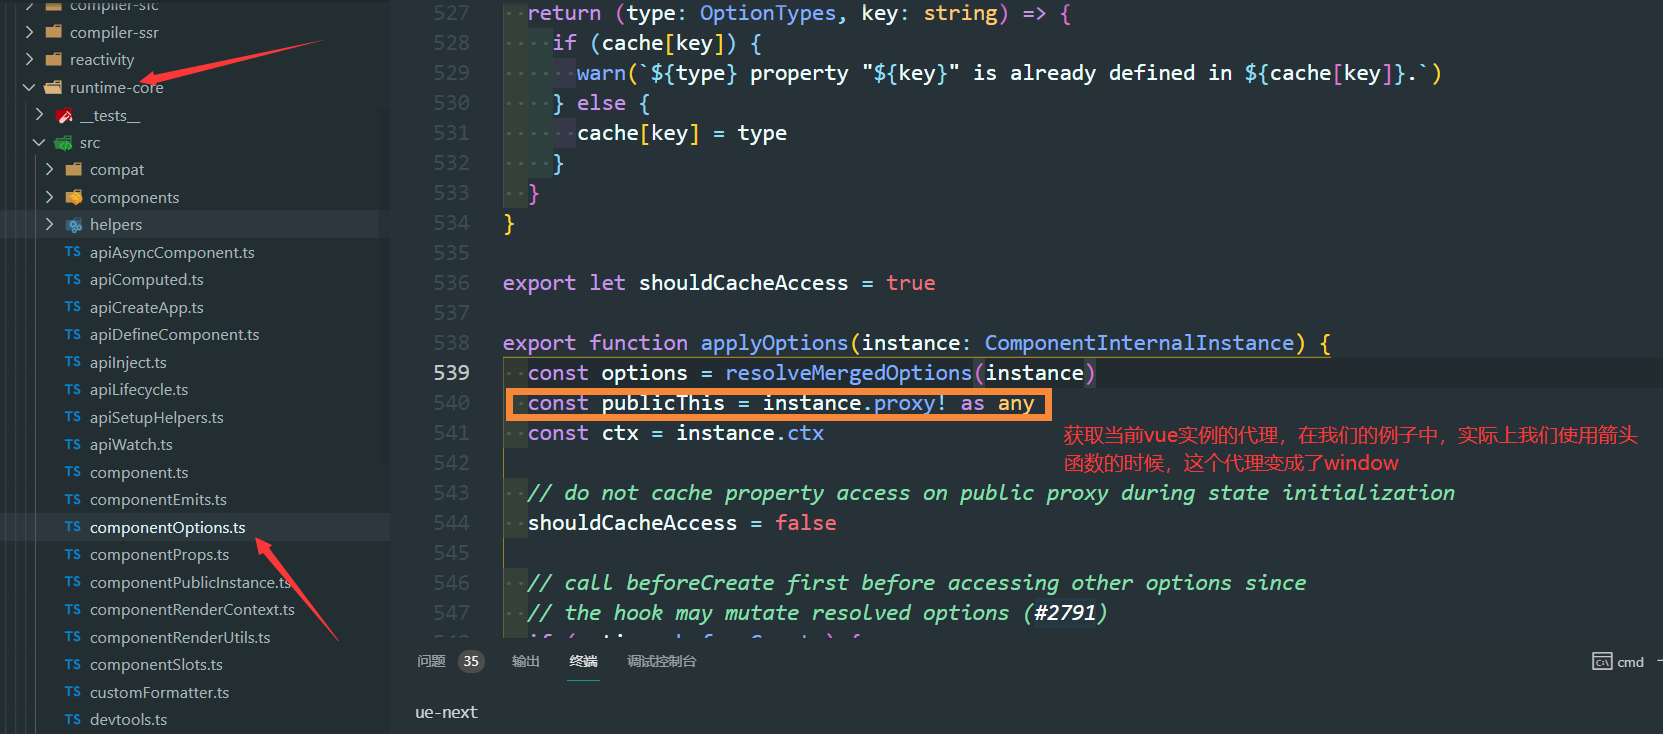 compiler-sfc
compiler-ssr
reactivity
runtime-core
__tests__
src
compat
components
helpers
TS apiAsyncComponent.ts
TS apiComputed.ts
TS apiCreateApp.ts
TS apiDefineComponent.ts
TS apiInject.ts
TS apiLifecycle.ts
TS apiSetupHelpers.ts
TS apiWatch.ts
TS component.ts
TS componentEmits.ts
TS componentOptions.ts
TS componentProps.ts
TS componentPublicInstance.ts
TS componentRenderContext.ts
TS componentRenderUtils.ts
TS componentSlots.ts
TS customFormatter.ts
TS devtools.ts
527 return (type: OptionTypes, key: string) => {
528 if (cache[key]) {
529 warn(`${type} property "${key}" is already defined in ${cache[key]}.`)
530 } else {
531 cache[key] = type
532 }
533 }
534 }
535
536 export let shouldCacheAccess = true
537
538 export function applyOptions(instance: ComponentInternalInstance) {
539 const options = resolveMergedOptions(instance)
540 const publicThis = instance.proxy! as any
541 const ctx = instance.ctx
获取当前vue实例的代理，在我们的例子中，实际上我们使用箭头
函数的时候，这个代理变成了window
542
543 // do not cache property access on public proxy during state initialization
544 shouldCacheAccess = false
545
546 // call beforeCreate first before accessing other options since
547 // the hook may mutate resolved options (#2791)
问题 35 输出 终端 调试控制台 cmd
ue-next